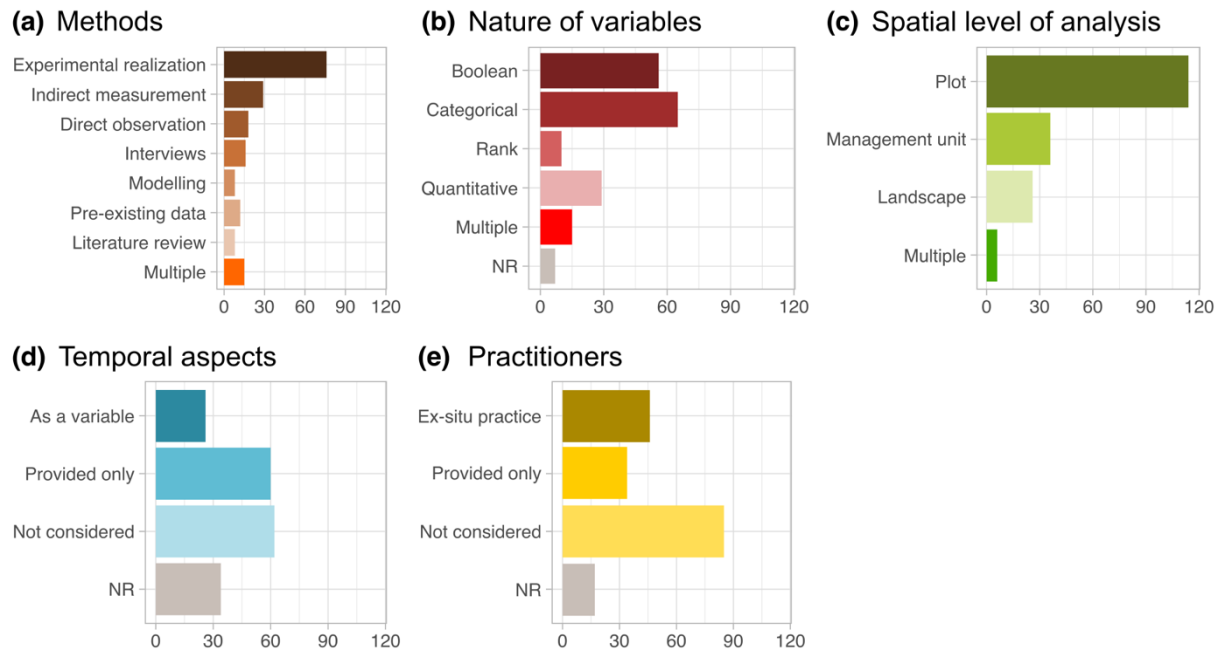 (a) Methods
Experimental realization
Indirect measurement
Direct observation
Interviews
Modelling
Pre-existing data
Literature review
Multiple
0 30 60 90 120
(b) Nature of variables
Boolean
Categorical
Rank
Quantitative
Multiple
NR
0 30 60 90 120
(c) Spatial level of analysis
Plot
Management unit
Landscape
Multiple
0 30 60 90 120
(d) Temporal aspects
As a variable
Provided only
Not considered
NR
0 30 60 90 120
(e) Practitioners
Ex-situ practice
Provided only
Not considered
NR
0 30 60 90 120